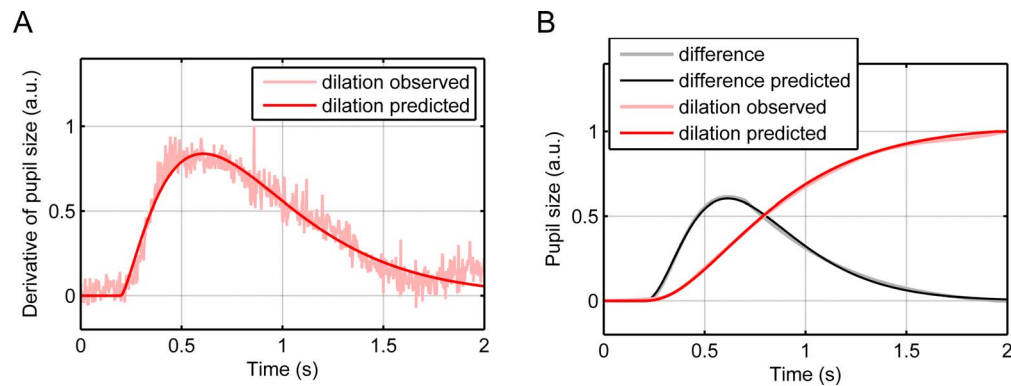 A
Derivative of pupil size (a.u.)
1
0.5
0
dilation observed
dilation predicted
0
0.5
1
1.5
2
Time (s)
B
Pupil size (a.u.)
1
0.5
0
difference
difference predicted
dilation observed
dilation predicted
0
0.5
1
1.5
2
Time (s)